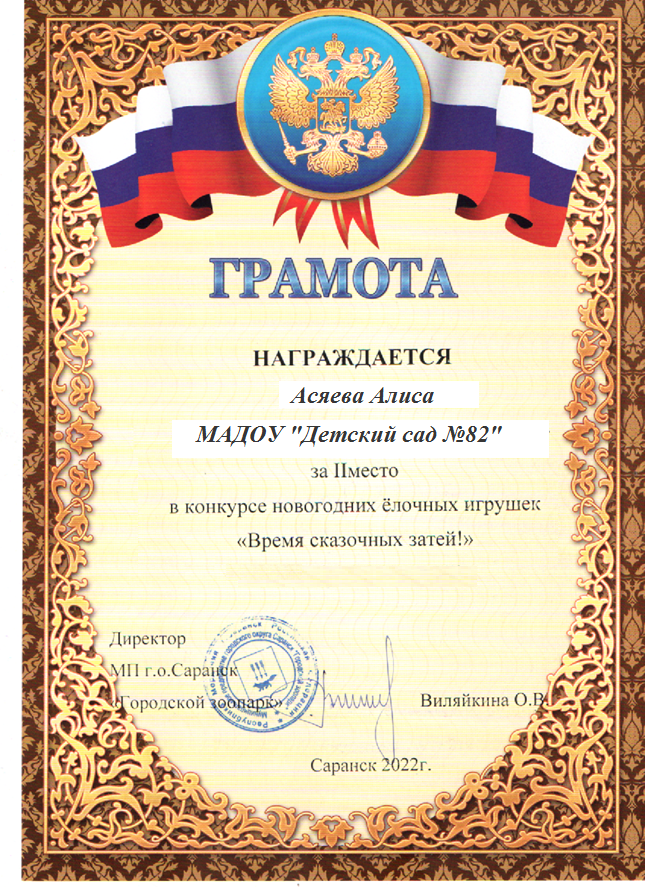 ГРАМОТА
НАГРАЖДАЕТСЯ
Асяева Алиса
МАДОУ "Детский сад №82"
за IIместо
в конкурсе новогодних ёлочных игрушек
«Время сказочных затей!»
Директор
МП г.о.Саранск
«Городской зоопарк»
Виляйкина О.В.
Саранск 2022г.